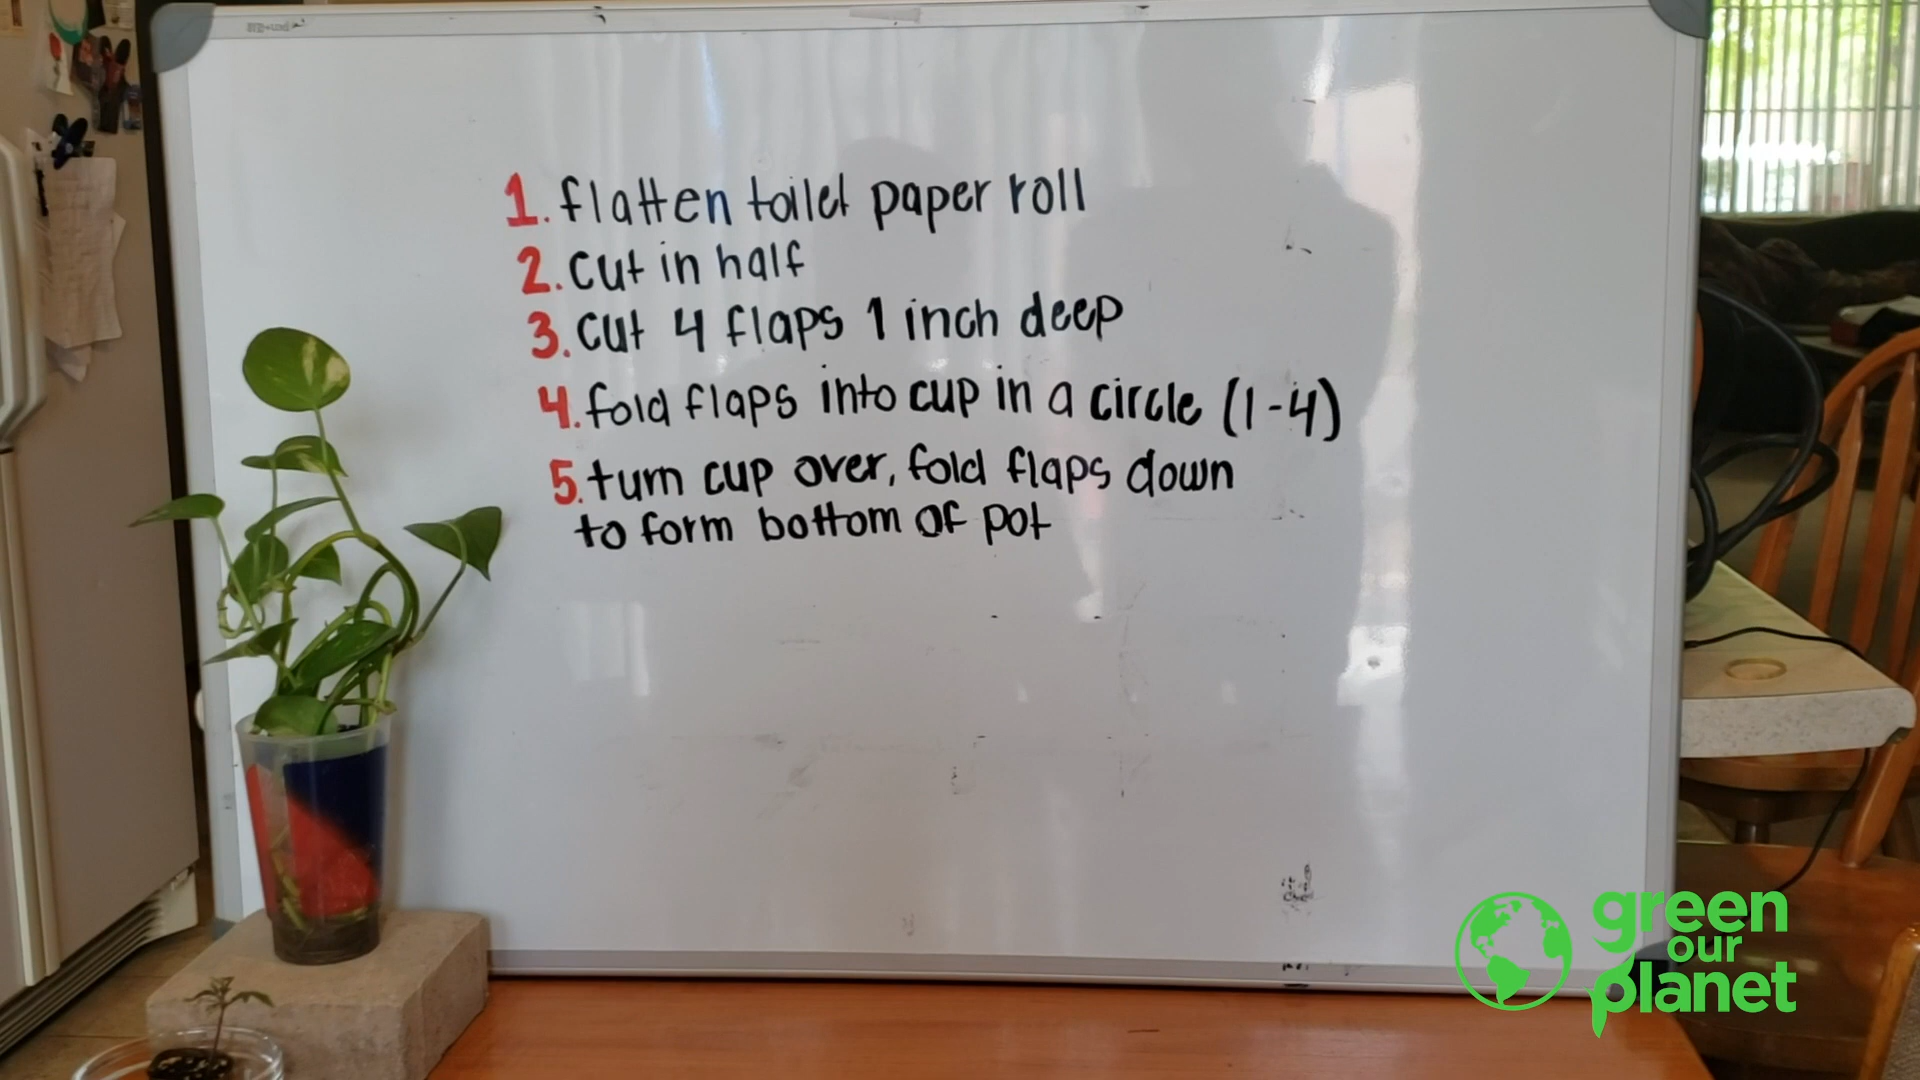 1. flatten toilet paper roll
2. cut in half
3. cut 4 flaps 1 inch deep
4. fold flaps into cup in a circle (1-4)
5. turn cup over, fold flaps down
to form bottom of pot
green
our
planet